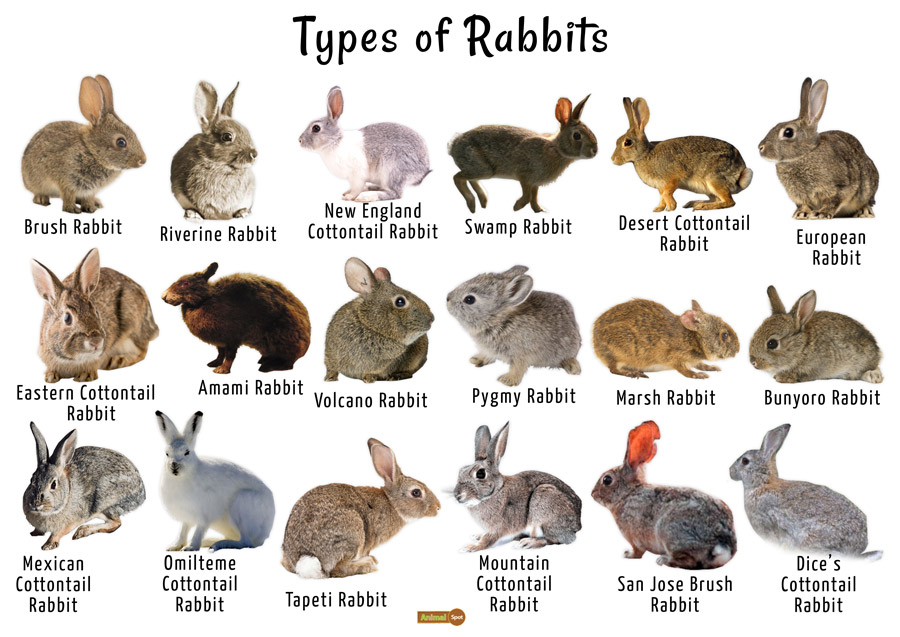 Types of Rabbits
Brush Rabbit
Riverine Rabbit
New England
Cottontail Rabbit
Swamp Rabbit
Desert Cottontail
Rabbit
European
Rabbit
Eastern Cottontail
Rabbit
Amami Rabbit
Volcano Rabbit
Pygmy Rabbit
Marsh Rabbit
Bunyoro Rabbit
Mexican
Cottontail
Rabbit
Omilteme
Cottontail
Rabbit
Tapeti Rabbit
Mountain
Cottontail
Rabbit
San Jose Brush
Rabbit
Dice's
Cottontail
Rabbit
Animal Spot